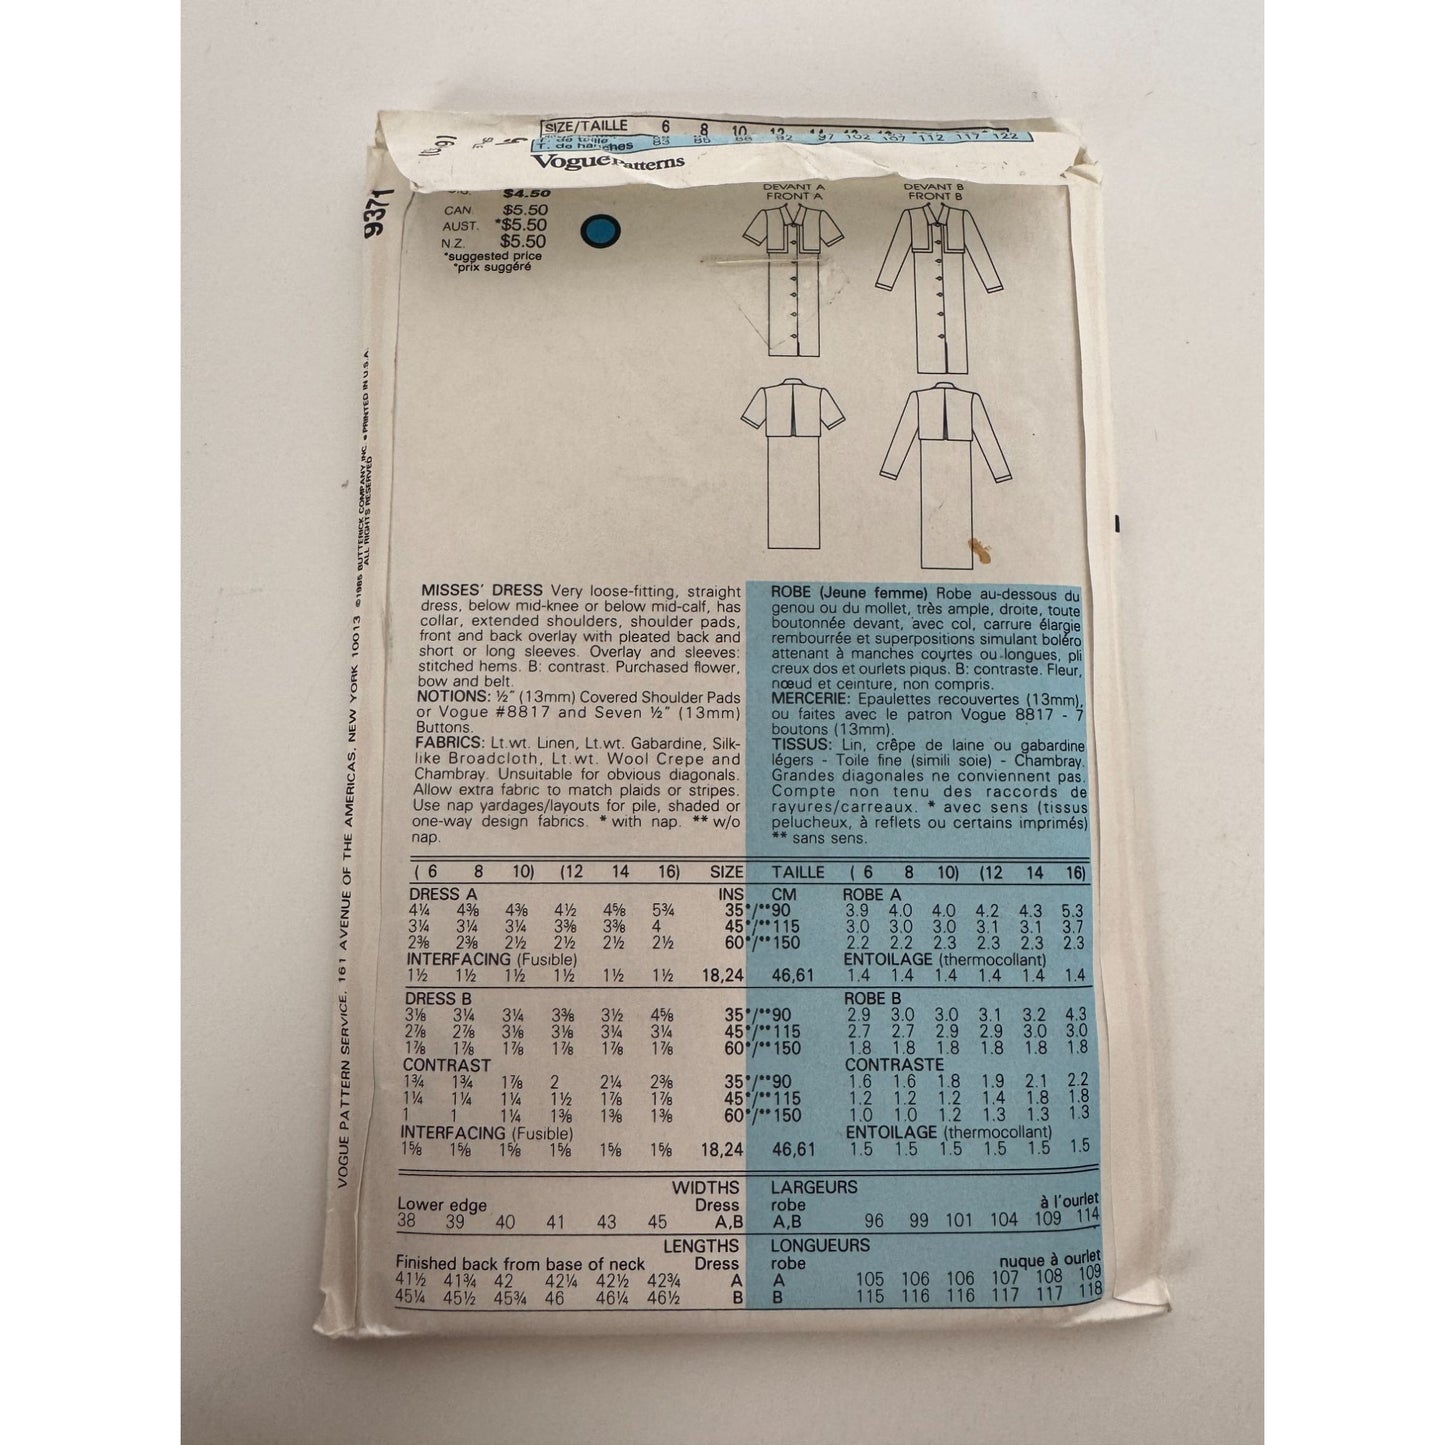 SIZE/TAILLE 6 8 10 12
T. de taille
T. de hanches 83 85 88 92 97 102 107 112 117 122
Vogue Patterns
9371
$4.50
CAN. $5.50
AUST. *$5.50
N.Z. $5.50
*suggested price
*prix suggéré
DEVANT A
FRONT A
DEVANT B
FRONT B
VOGUE PATTERN SERVICE, 161 AVENUE OF THE AMERICAS, NEW YORK 10013 ©1985 BUTTERICK COMPANY, INC. • PRINTED IN U.S.A.
ALL RIGHTS RESERVED
MISSES' DRESS Very loose-fitting, straight
dress, below mid-knee or below mid-calf, has
collar, extended shoulders, shoulder pads,
front and back overlay with pleated back and
short or long sleeves. Overlay and sleeves:
stitched hems. B: contrast. Purchased flower,
bow and belt.
NOTIONS: ½" (13mm) Covered Shoulder Pads
or Vogue #8817 and Seven ½" (13mm)
Buttons.
FABRICS: Lt.wt. Linen, Lt.wt. Gabardine, Silk-
like Broadcloth, Lt.wt. Wool Crepe and
Chambray. Unsuitable for obvious diagonals.
Allow extra fabric to match plaids or stripes.
Use nap yardages/layouts for pile, shaded or
one-way design fabrics. * with nap. ** w/o
nap.
ROBE (Jeune femme) Robe au-dessous du
genou ou du mollet, très ample, droite, toute
boutonnée devant, avec col, carrure élargie
rembourrée et superpositions simulant boléro
attenant à manches courtes ou longues, pli
creux dos et ourlets piqus. B: contraste. Fleur,
nœud et ceinture, non compris.
MERCERIE: Epaulettes recouvertes (13mm),
ou faites avec le patron Vogue 8817 - 7
boutons (13mm).
TISSUS: Lin, crêpe de laine ou gabardine
légers - Toile fine (simili soie) - Chambray.
Grandes diagonales ne conviennent pas.
Compte non tenu des raccords de
rayures/carreaux. * avec sens (tissus
pelucheux, à reflets ou certains imprimés)
** sans sens.
(6 8 10) (12 14 16) SIZE TAILLE (6 8 10) (12 14 16)
DRESS A INS CM ROBE A
4¼ 4⅜ 4⅜ 4½ 4⅝ 5¾ 35*/**90 3.9 4.0 4.0 4.2 4.3 5.3
3¼ 3¼ 3¼ 3⅜ 3⅜ 4 45*/**115 3.0 3.0 3.0 3.1 3.1 3.7
2⅜ 2⅜ 2½ 2½ 2½ 2½ 60*/**150 2.2 2.2 2.3 2.3 2.3 2.3
INTERFACING (Fusible) ENTOILAGE (thermocollant)
1½ 1½ 1½ 1½ 1½ 1½ 18,24 46,61 1.4 1.4 1.4 1.4 1.4 1.4
DRESS B ROBE B
3⅛ 3¼ 3¼ 3⅜ 3½ 4⅝ 35*/**90 2.9 3.0 3.0 3.1 3.2 4.3
2⅞ 2⅞ 3⅛ 3⅛ 3¼ 3¼ 45*/**115 2.7 2.7 2.9 2.9 3.0 3.0
1⅞ 1⅞ 1⅞ 1⅞ 1⅞ 1⅞ 60*/**150 1.8 1.8 1.8 1.8 1.8 1.8
CONTRAST CONTRASTE
1¾ 1¾ 1⅞ 2 2¼ 2⅜ 35*/**90 1.6 1.6 1.8 1.9 2.1 2.2
1¼ 1¼ 1¼ 1½ 1⅞ 1⅞ 45*/**115 1.2 1.2 1.2 1.4 1.8 1.8
1 1 1¼ 1⅜ 1⅜ 1⅜ 60*/**150 1.0 1.0 1.2 1.3 1.3 1.3
INTERFACING (Fusible) ENTOILAGE (thermocollant)
1⅝ 1⅝ 1⅝ 1⅝ 1⅝ 1⅝ 18,24 46,61 1.5 1.5 1.5 1.5 1.5 1.5
WIDTHS LARGEURS
Lower edge Dress robe à l'ourlet
38 39 40 41 43 45 A,B A,B 96 99 101 104 109 114
LENGTHS LONGUEURS
Finished back from base of neck Dress robe nuque à ourlet
41½ 41¾ 42 42¼ 42½ 42¾ A A 105 106 106 107 108 109
45¼ 45½ 45¾ 46 46¼ 46½ B B 115 116 116 117 117 118